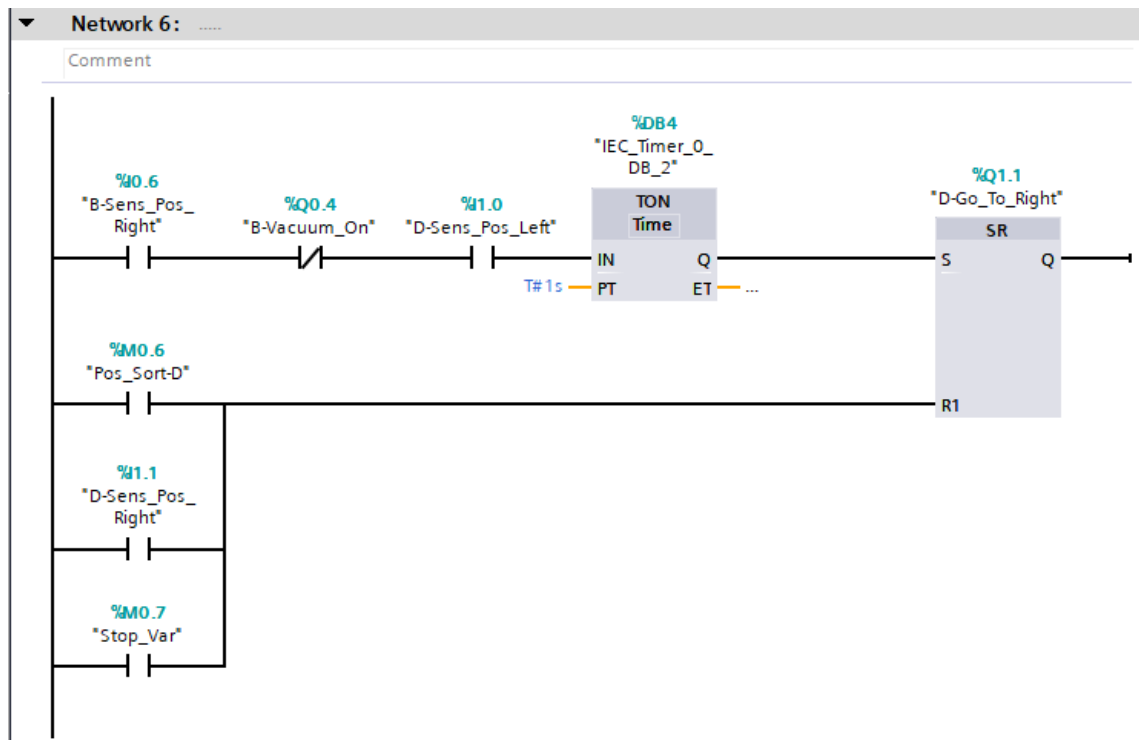 Network 6: .....
Comment
%DB4
"IEC_Timer_0_
DB_2"
%I0.6
"B-Sens_Pos_
Right"
%Q0.4
"B-Vacuum_On"
%I1.0
"D-Sens_Pos_Left"
TON
Time
%Q1.1
"D-Go_To_Right"
SR
IN
Q
S
Q
T#1s
PT
ET
...
%M0.6
"Pos_Sort-D"
R1
%I1.1
"D-Sens_Pos_
Right"
%M0.7
"Stop_Var"